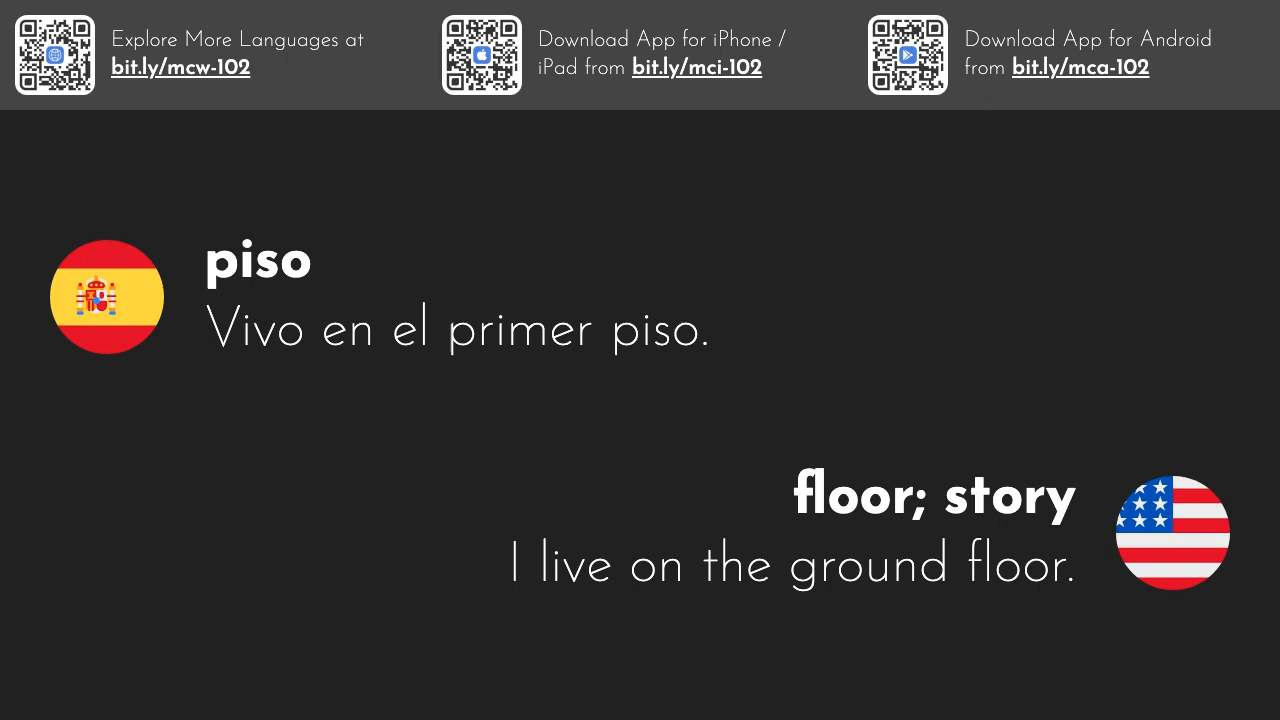 Explore More Languages at
bit.ly/mcw-102
Download App for iPhone /
iPad from bit.ly/mci-102
Download App for Android
from bit.ly/mca-102
piso
Vivo en el primer piso.
floor; story
I live on the ground floor.